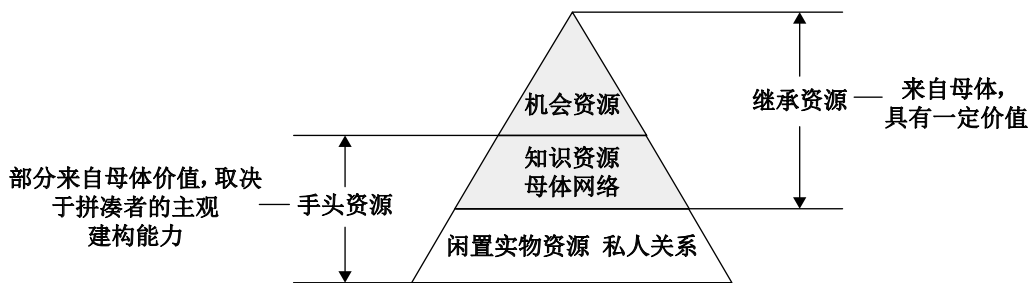 机会资源
继承资源
来自母体，
具有一定价值
知识资源
母体网络
部分来自母体价值，取决
于拼凑者的主观
建构能力
手头资源
闲置实物资源 私人关系